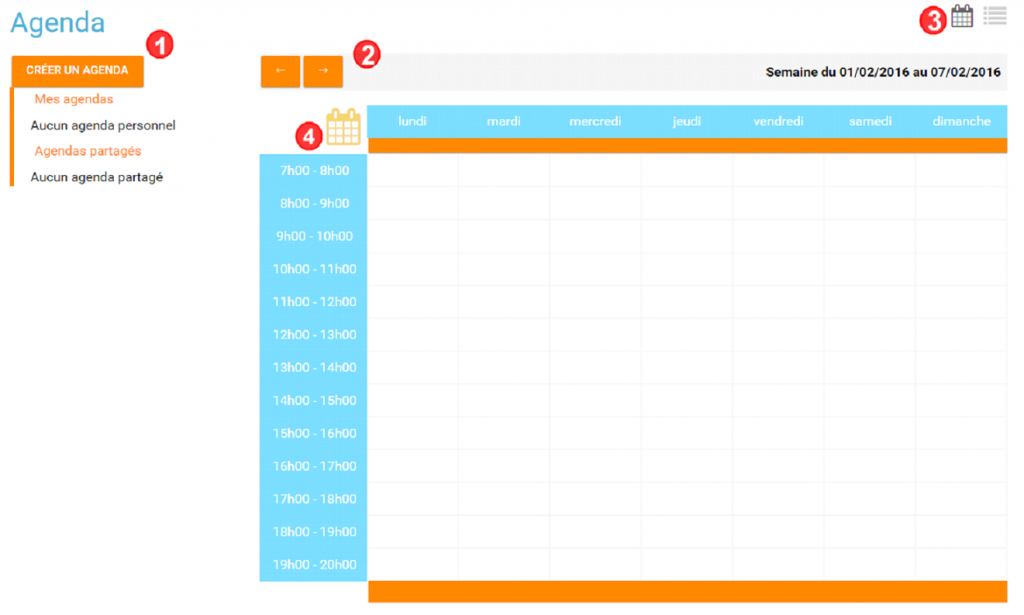 Agenda
3
1
CRÉER UN AGENDA
Mes agendas
Aucun agenda personnel
Agendas partagés
Aucun agenda partagé
← →
2
Semaine du 01/02/2016 au 07/02/2016
4
lundi mardi mercredi jeudi vendredi samedi dimanche
7h00 - 8h00
8h00 - 9h00
9h00 - 10h00
10h00 - 11h00
11h00 - 12h00
12h00 - 13h00
13h00 - 14h00
14h00 - 15h00
15h00 - 16h00
16h00 - 17h00
17h00 - 18h00
18h00 - 19h00
19h00 - 20h00